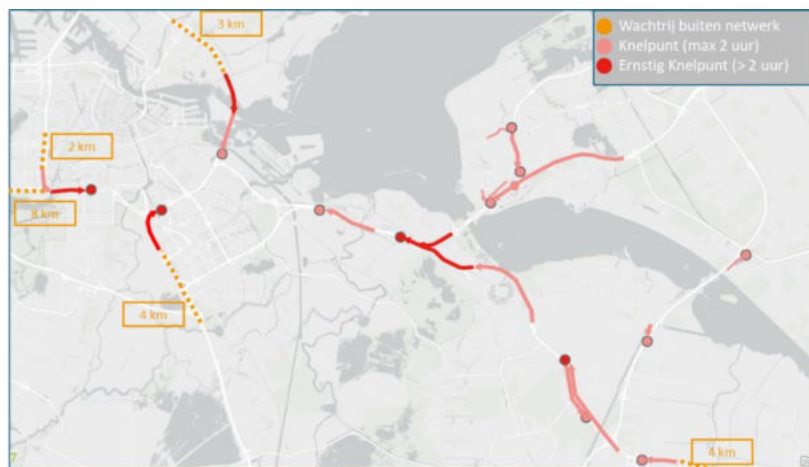 3 km
Wachtrij buiten netwerk
Knelpunt (max 2 uur)
Ernstig Knelpunt (> 2 uur)
2 km
8 km
4 km
4 km